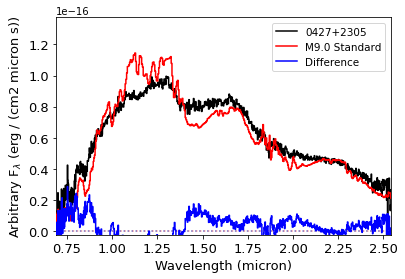 1e−16
0427+2305
M9.0 Standard
Difference
Arbitrary Fλ (erg / (cm2 micron s))
1.2
1.0
0.8
0.6
0.4
0.2
0.0
0.75 1.00 1.25 1.50 1.75 2.00 2.25 2.50
Wavelength (micron)